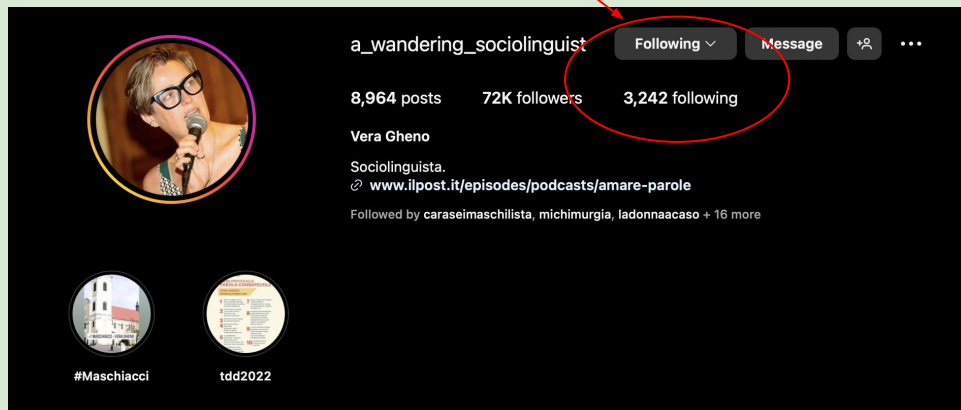 a_wandering_sociolinguist Following Message
8,964 posts 72K followers 3,242 following
Vera Gheno
Sociolinguista.
www.ilpost.it/episodes/podcasts/amare-parole
Followed by caraseimaschilista, michimurgia, ladonnaacaso + 16 more
#Maschiacci tdd2022